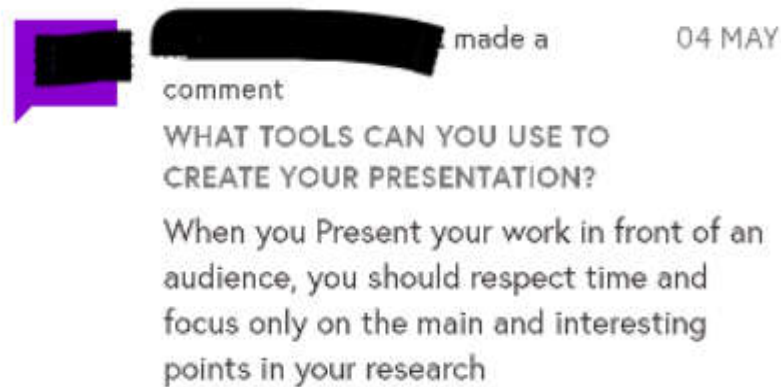 made a 04 MAY
comment
WHAT TOOLS CAN YOU USE TO
CREATE YOUR PRESENTATION?
When you Present your work in front of an
audience, you should respect time and
focus only on the main and interesting
points in your research